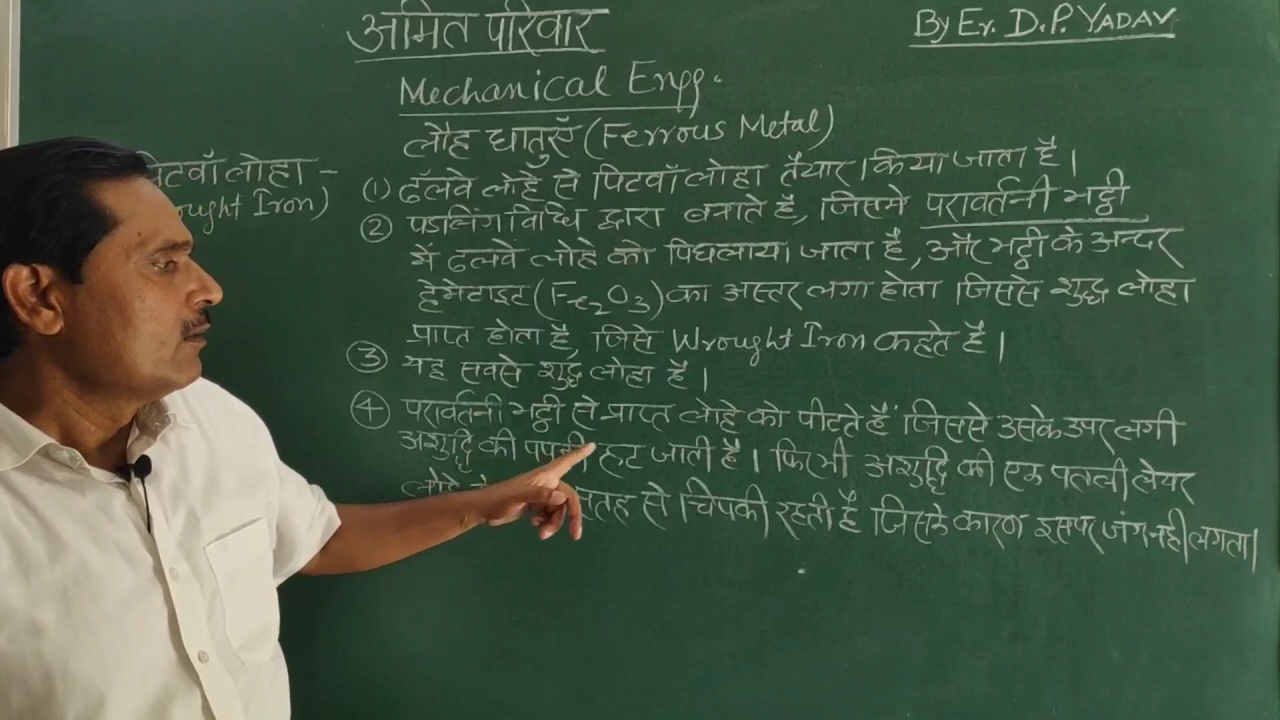 अमित परिवार
By Er. D.P. YADAV
Mechanical Engg.
लौह धातुएँ (Ferrous Metal)
पिटवाँ लोहा -
ought Iron)
① ढलवे लोहे से पिटवाँ लोहा तैयार किया जाता है।
② पडलिंग विधि द्वारा बनाते है, जिसमे परावर्तनी भट्ठी
में ढलवे लोहे को पिघलाया जाता है, और भट्ठी के अन्दर
हेमेटाइट (Fe₂O₃) का अस्तर लगा होता जिससे शुद्ध लोहा
प्राप्त होता है, जिसे Wrought Iron कहते है।
③ यह सबसे शुद्ध लोहा है।
④ परावर्तनी भट्ठी से प्राप्त लोहे को पीटते है जिससे उसके उपर लगी
अशुद्धि की हट जाती है। फिर भी अशुद्धि की एक पतली लेयर
लोहे सतह से चिपकी रहती है जिसके कारण इसपर जंग नही लगता।